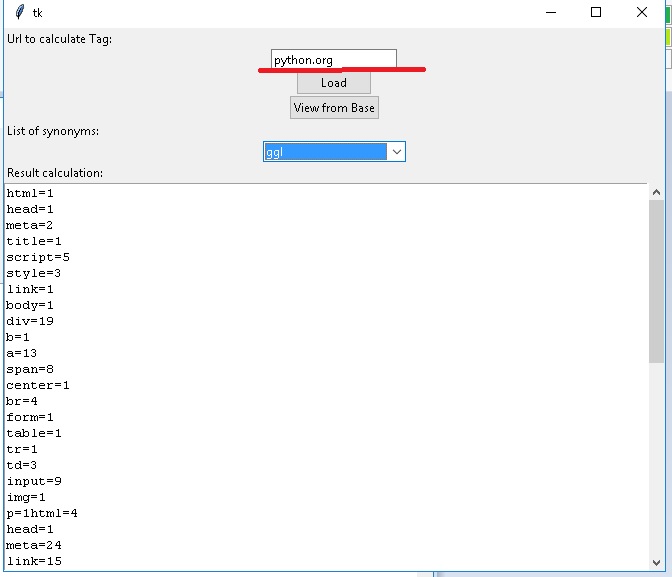 tk
Url to calculate Tag:
python.org
Load
View from Base
List of synonyms:
ggl
Result calculation:
html=1
head=1
meta=2
title=1
script=5
style=3
link=1
body=1
div=19
b=1
a=13
span=8
center=1
br=4
form=1
table=1
tr=1
td=3
input=9
img=1
p=1html=4
head=1
meta=24
link=15